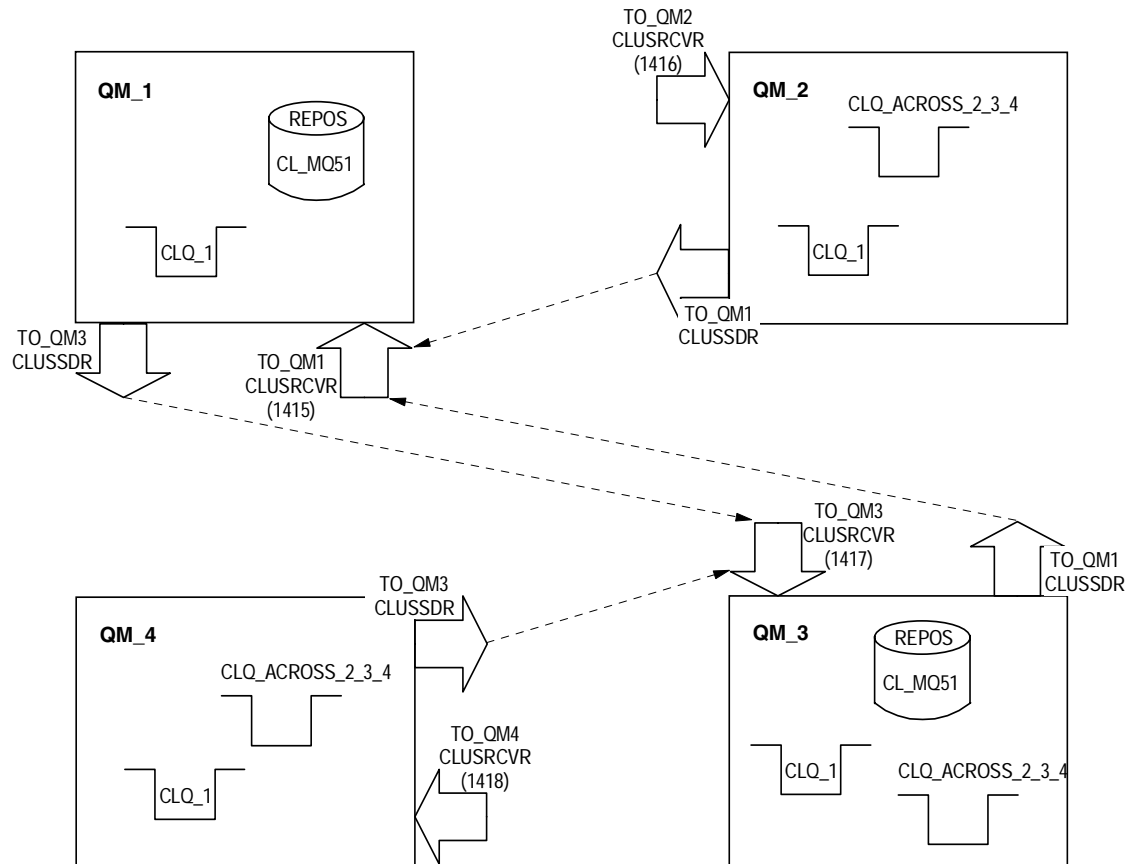 QM_1
REPOS
CL_MQ51
CLQ_1
TO_QM3
CLUSSDR
TO_QM1
CLUSRCVR
(1415)
TO_QM2
CLUSRCVR
(1416)
QM_2
CLQ_ACROSS_2_3_4
CLQ_1
TO_QM1
CLUSSDR
TO_QM3
CLUSSDR
QM_4
CLQ_ACROSS_2_3_4
CLQ_1
TO_QM4
CLUSRCVR
(1418)
TO_QM3
CLUSRCVR
(1417)
TO_QM1
CLUSSDR
QM_3
REPOS
CL_MQ51
CLQ_1
CLQ_ACROSS_2_3_4